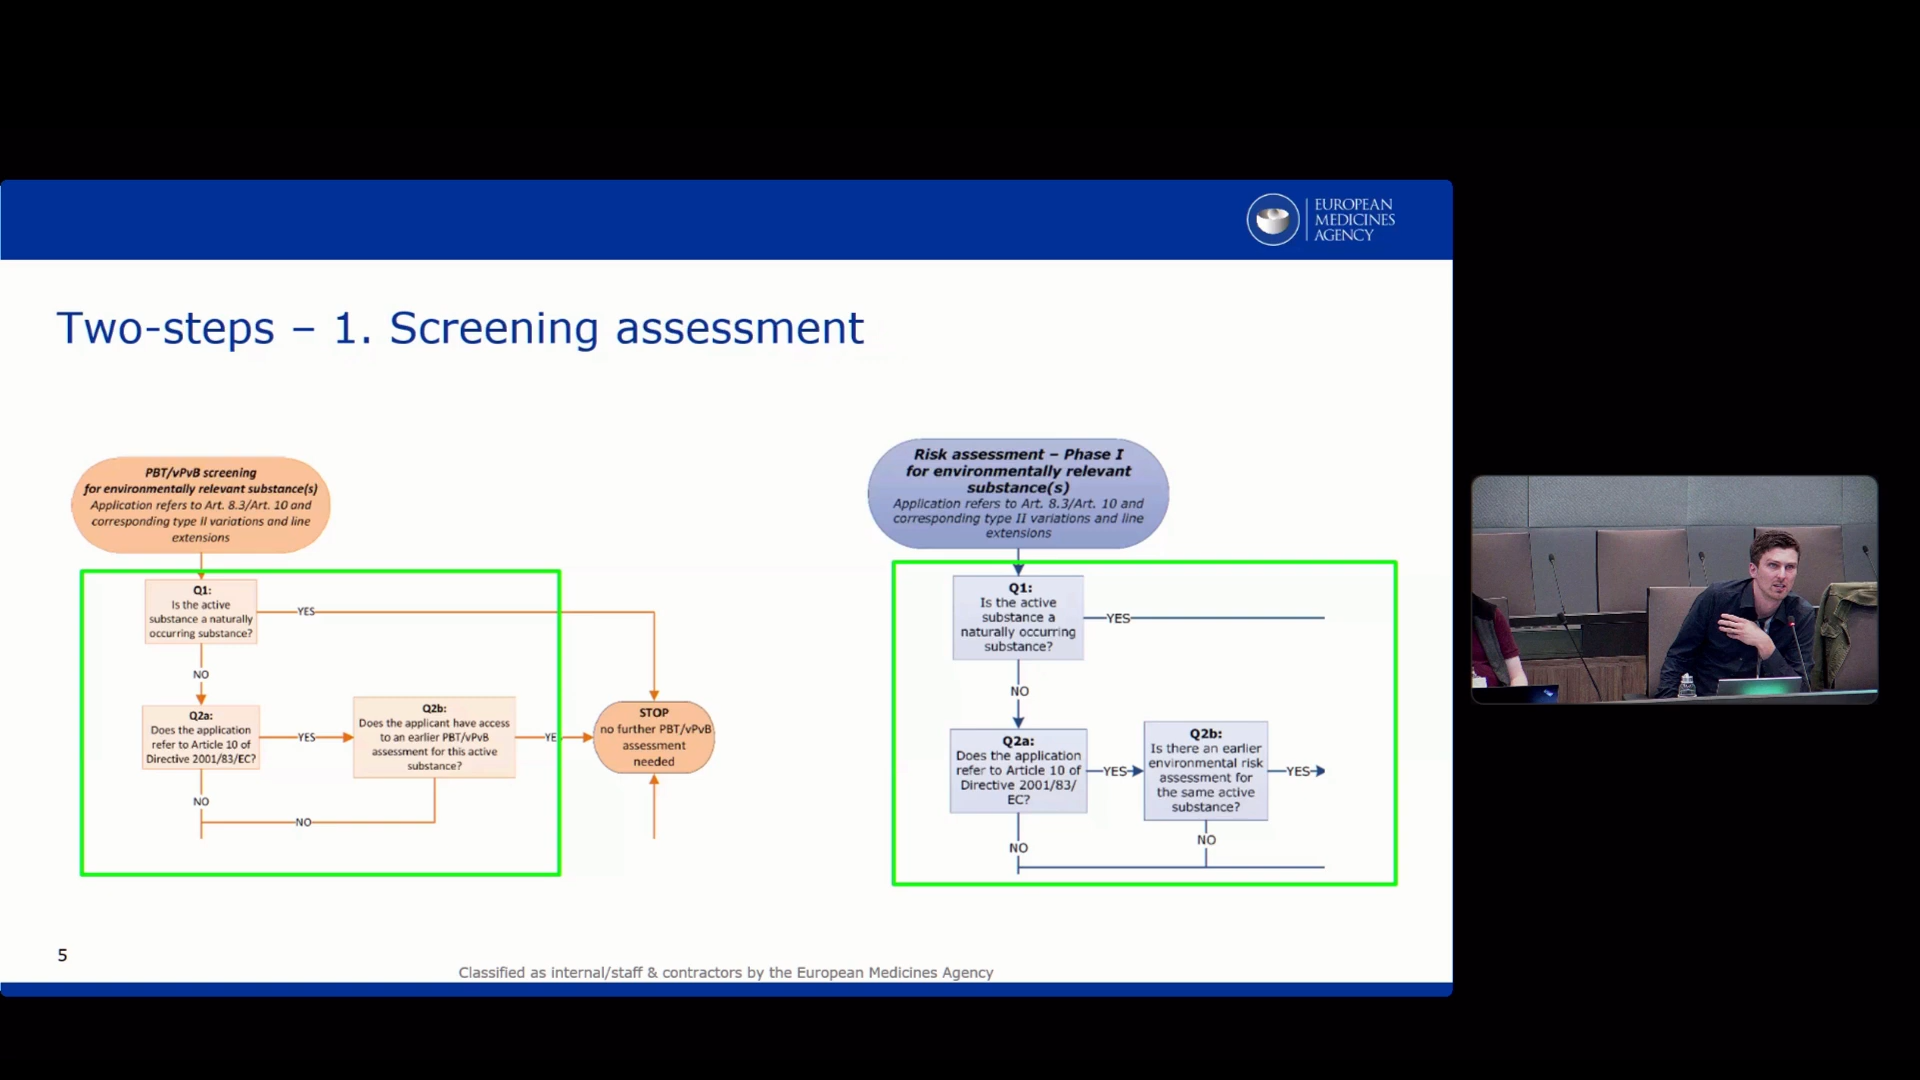 EUROPEAN
MEDICINES
AGENCY
Two-steps – 1. Screening assessment
PBT/vPvB screening
for environmentally relevant substance(s)
Application refers to Art. 8.3/Art. 10 and
corresponding type II variations and line
extensions
Q1:
Is the active
substance a naturally
occurring substance?
YES
NO
Q2a:
Does the application
refer to Article 10 of
Directive 2001/83/EC?
YES
Q2b:
Does the applicant have access
to an earlier PBT/vPvB
assessment for this active
substance?
YE
STOP
no further PBT/vPvB
assessment
needed
NO
NO
Risk assessment – Phase I
for environmentally relevant
substance(s)
Application refers to Art. 8.3/Art. 10 and
corresponding type II variations and line
extensions
Q1:
Is the active
substance a
naturally occurring
substance?
YES
NO
Q2a:
Does the application
refer to Article 10 of
Directive 2001/83/
EC?
YES
Q2b:
Is there an earlier
environmental risk
assessment for
the same active
substance?
YES
NO
NO
5
Classified as internal/staff & contractors by the European Medicines Agency